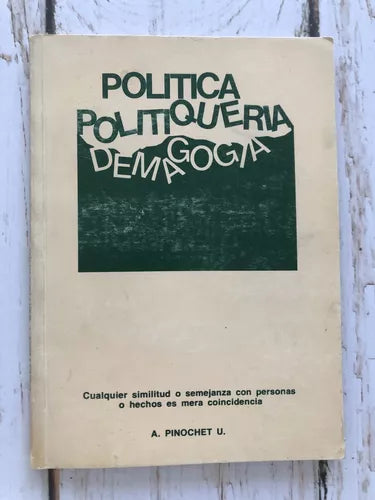 POLITICA
POLITIQUERIA
DEMAGOGIA
Cualquier similitud o semejanza con personas
o hechos es mera coincidencia
A. PINOCHET U.